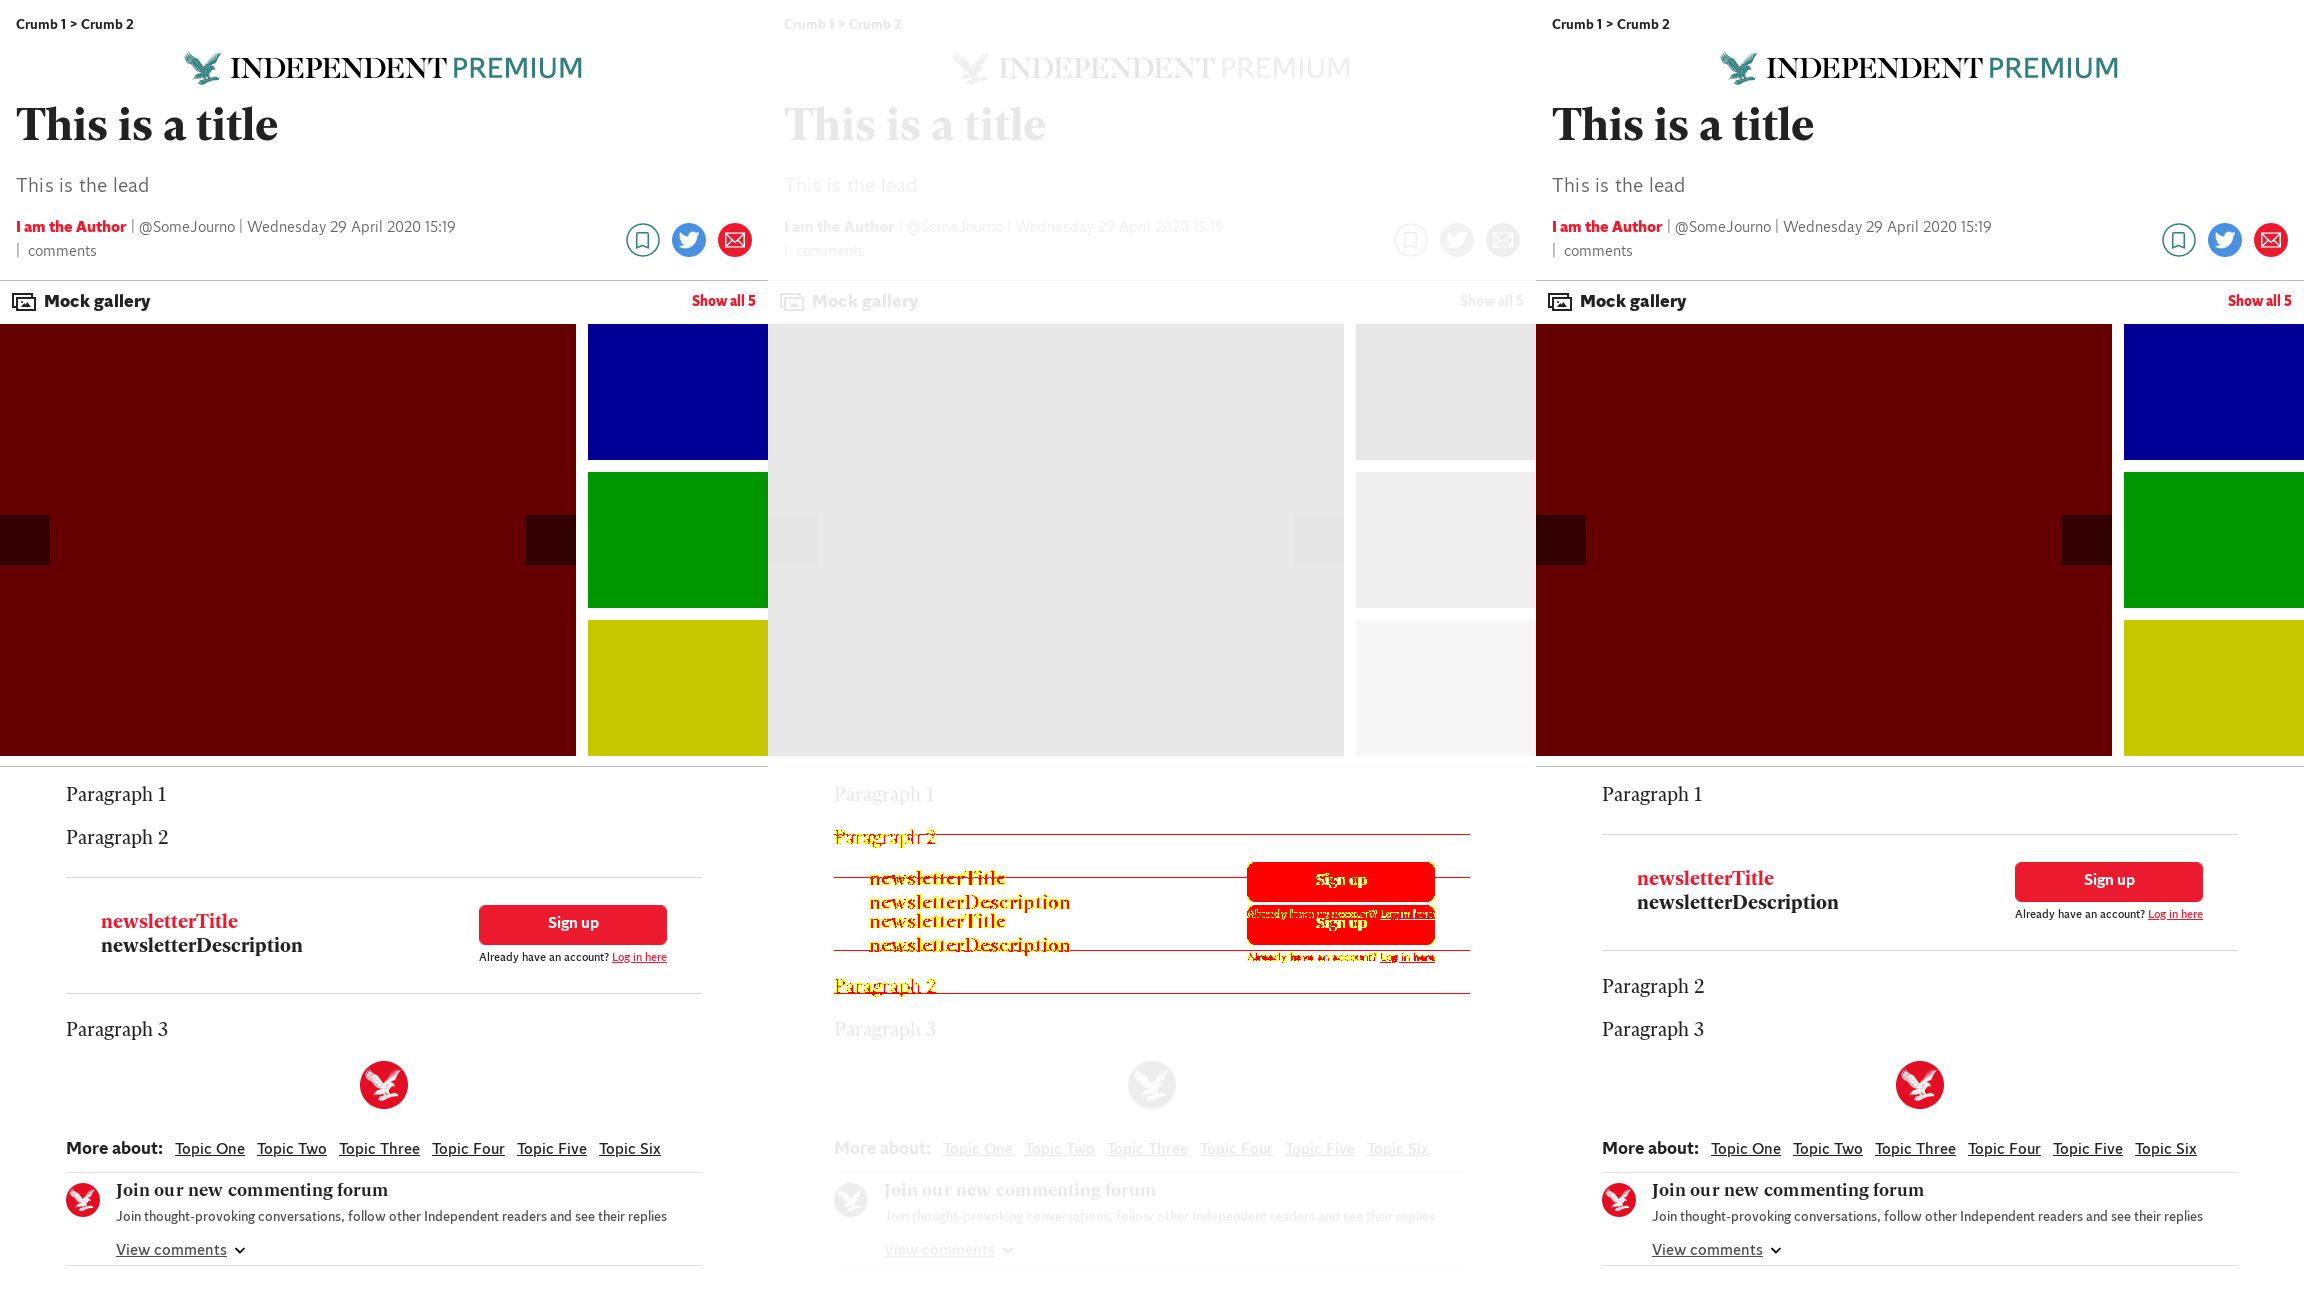 Crumb 1 > Crumb 2
INDEPENDENT PREMIUM
This is a title
This is the lead
I am the Author | @SomeJourno | Wednesday 29 April 2020 15:19
| comments
Mock gallery
Show all 5
Paragraph 1
Paragraph 2
newsletterTitle
newsletterDescription
Sign up
Already have an account? Log in here
Paragraph 3
More about: Topic One Topic Two Topic Three Topic Four Topic Five Topic Six
Join our new commenting forum
Join thought-provoking conversations, follow other Independent readers and see their replies
View comments
Crumb 1 > Crumb 2
INDEPENDENT PREMIUM
This is a title
This is the lead
I am the Author | @SomeJourno | Wednesday 29 April 2020 15:19
| comments
Mock gallery
Show all 5
Paragraph 1
Paragraph 2
newsletterTitle
newsletterDescription
Sign up
Already have an account? Log in here
newsletterTitle
newsletterDescription
Sign up
Already have an account? Log in here
Paragraph 2
Paragraph 3
More about: Topic One Topic Two Topic Three Topic Four Topic Five Topic Six
Join our new commenting forum
Join thought-provoking conversations, follow other Independent readers and see their replies
View comments
Crumb 1 > Crumb 2
INDEPENDENT PREMIUM
This is a title
This is the lead
I am the Author | @SomeJourno | Wednesday 29 April 2020 15:19
| comments
Mock gallery
Show all 5
Paragraph 1
newsletterTitle
newsletterDescription
Sign up
Already have an account? Log in here
Paragraph 2
Paragraph 3
More about: Topic One Topic Two Topic Three Topic Four Topic Five Topic Six
Join our new commenting forum
Join thought-provoking conversations, follow other Independent readers and see their replies
View comments